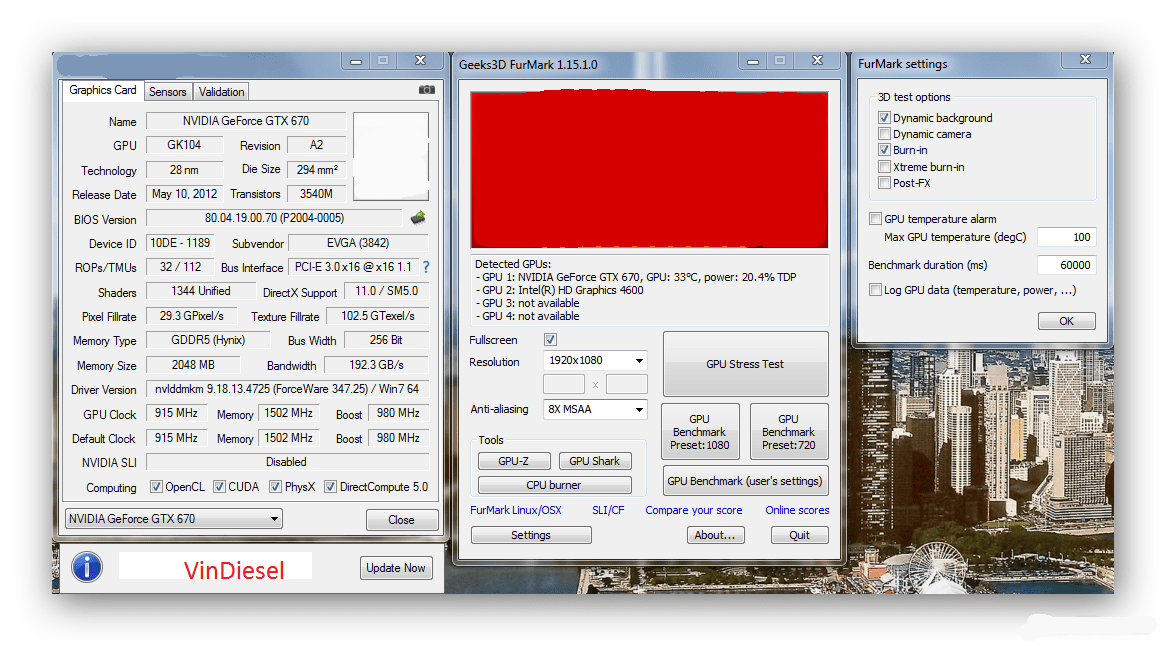 Graphics Card Sensors Validation
Name NVIDIA GeForce GTX 670
GPU GK104 Revision A2
Technology 28 nm Die Size 294 mm²
Release Date May 10, 2012 Transistors 3540M
BIOS Version 80.04.19.00.70 (P2004-0005)
Device ID 10DE - 1189 Subvendor EVGA (3842)
ROPs/TMUs 32 / 112 Bus Interface PCI-E 3.0 x16 @ x16 1.1 ?
Shaders 1344 Unified DirectX Support 11.0 / SM5.0
Pixel Fillrate 29.3 GPixel/s Texture Fillrate 102.5 GTexel/s
Memory Type GDDR5 (Hynix) Bus Width 256 Bit
Memory Size 2048 MB Bandwidth 192.3 GB/s
Driver Version nvlddmkm 9.18.13.4725 (ForceWare 347.25) / Win7 64
GPU Clock 915 MHz Memory 1502 MHz Boost 980 MHz
Default Clock 915 MHz Memory 1502 MHz Boost 980 MHz
NVIDIA SLI Disabled
Computing OpenCL CUDA PhysX DirectCompute 5.0
NVIDIA GeForce GTX 670 Close
VinDiesel Update Now
Geeks3D FurMark 1.15.1.0
Detected GPUs:
- GPU 1: NVIDIA GeForce GTX 670, GPU: 33°C, power: 20.4% TDP
- GPU 2: Intel(R) HD Graphics 4600
- GPU 3: not available
- GPU 4: not available
Fullscreen
Resolution 1920x1080
x
Anti-aliasing 8X MSAA
GPU Stress Test
GPU
Benchmark
Preset:1080
GPU
Benchmark
Preset:720
Tools
GPU-Z GPU Shark
CPU burner
GPU Benchmark (user's settings)
FurMark Linux/OSX SLI/CF Compare your score Online scores
Settings About... Quit
FurMark settings
3D test options
Dynamic background
Dynamic camera
Burn-in
Xtreme burn-in
Post-FX
GPU temperature alarm
Max GPU temperature (degC) 100
Benchmark duration (ms) 60000
Log GPU data (temperature, power, ...)
OK